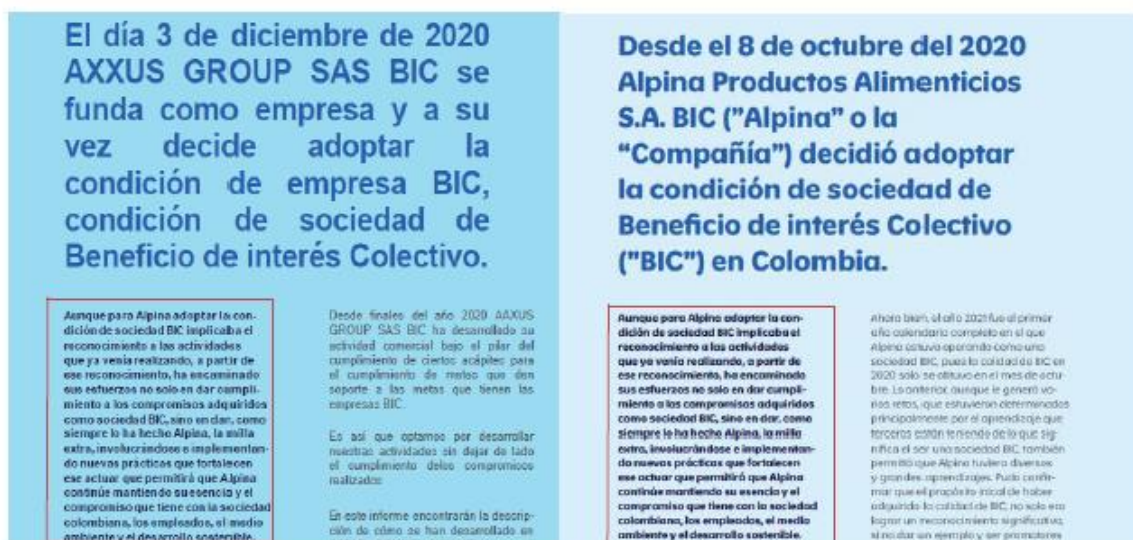 El día 3 de diciembre de 2020
AXXUS GROUP SAS BIC se
funda como empresa y a su
vez decide adoptar la
condición de empresa BIC,
condición de sociedad de
Beneficio de interés Colectivo.
Aunque para Alpina adoptar la con-
dición de sociedad BIC implicaba el
reconocimiento a las actividades
que ya venía realizando, a partir de
ese reconocimiento, ha encaminado
sus esfuerzos no solo en dar cumpli-
miento a los compromisos adquiridos
como sociedad BIC, sino en dar, como
siempre lo ha hecho Alpina, la milla
extra, involucrándose e implementan-
do nuevas prácticas que fortalecen
ese actuar que permitirá que Alpina
continúe mantiendo su esencia y el
compromiso que tiene con la sociedad
colombiana, los empleados, el medio
ambiente y el desarrollo sostenible.
Desde finales del año 2020 AAXUS
GROUP SAS BIC ha desarrollado su
actividad comercial bajo el pilar del
cumplimiento de ciertos acápites para
el cumplimiento de metas que den
soporte a las metas que tienen las
empresas BIC.
Es así que optamos por desarrollar
nuestras actividades sin dejar de lado
el cumplimiento delos compromisos
realizados
En este informe encontrarán la descrip-
ción de cómo se han desarrollado en
Desde el 8 de octubre del 2020
Alpina Productos Alimenticios
S.A. BIC ("Alpina" o la
“Compañía”) decidió adoptar
la condición de sociedad de
Beneficio de interés Colectivo
("BIC") en Colombia.
Aunque para Alpina adoptar la con-
dición de sociedad BIC implicaba el
reconocimiento a las actividades
que ya venía realizando, a partir de
ese reconocimiento, ha encaminado
sus esfuerzos no solo en dar cumpli-
miento a los compromisos adquiridos
como sociedad BIC, sino en dar, como
siempre lo ha hecho Alpina, la milla
extra, involucrándose e implementan-
do nuevas prácticas que fortalecen
ese actuar que permitirá que Alpina
continúe mantiendo su esencia y el
compromiso que tiene con la sociedad
colombiana, los empleados, el medio
ambiente y el desarrollo sostenible.
Ahora bien, el año 2021 fue el primer
año calendario completo en el que
Alpina estuvo operando como una
sociedad BIC, pues la calidad de BIC en
2020 solo se obtuvo en el mes de octu-
bre. Lo anterior, aunque le generó va-
rios retos, que estuvieron determinados
principalmente por el aprendizaje que
terceros están teniendo de lo que sig-
nifica el ser una sociedad BIC, también
permitió que Alpina tuviera diversos
y grandes aprendizajes. Pudo confir-
mar que el propósito inicial de haber
adquirido la calidad de BIC, no solo era
lograr un reconocimiento significativo,
si no dar un ejemplo y ser promotores